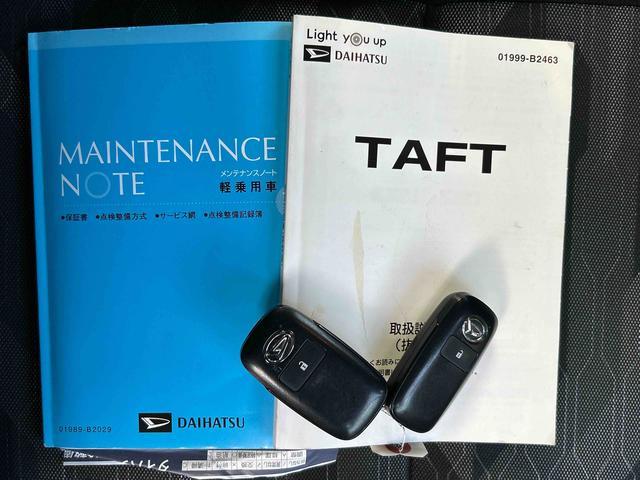 MAINTENANCE
NOTE
メンテナンスノート
軽乗用車
●保証書 ●点検整備方式 ●サービス網 ●点検整備記録簿
01989-B2029
DAIHATSU
Light you up
DAIHATSU
01999-B2463
TAFT
取扱説
(抜